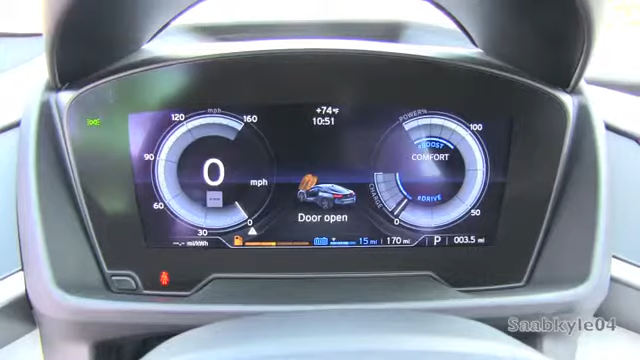 mph
120
160
90
60
30
0
0
mph
--.- mi/kWh
+74°F
10:51
Door open
15 mi
170 mi
POWER%
100
50
0
CHARGE
eBOOST
COMFORT
eDRIVE
P
003.5 mi
Saabkyle04